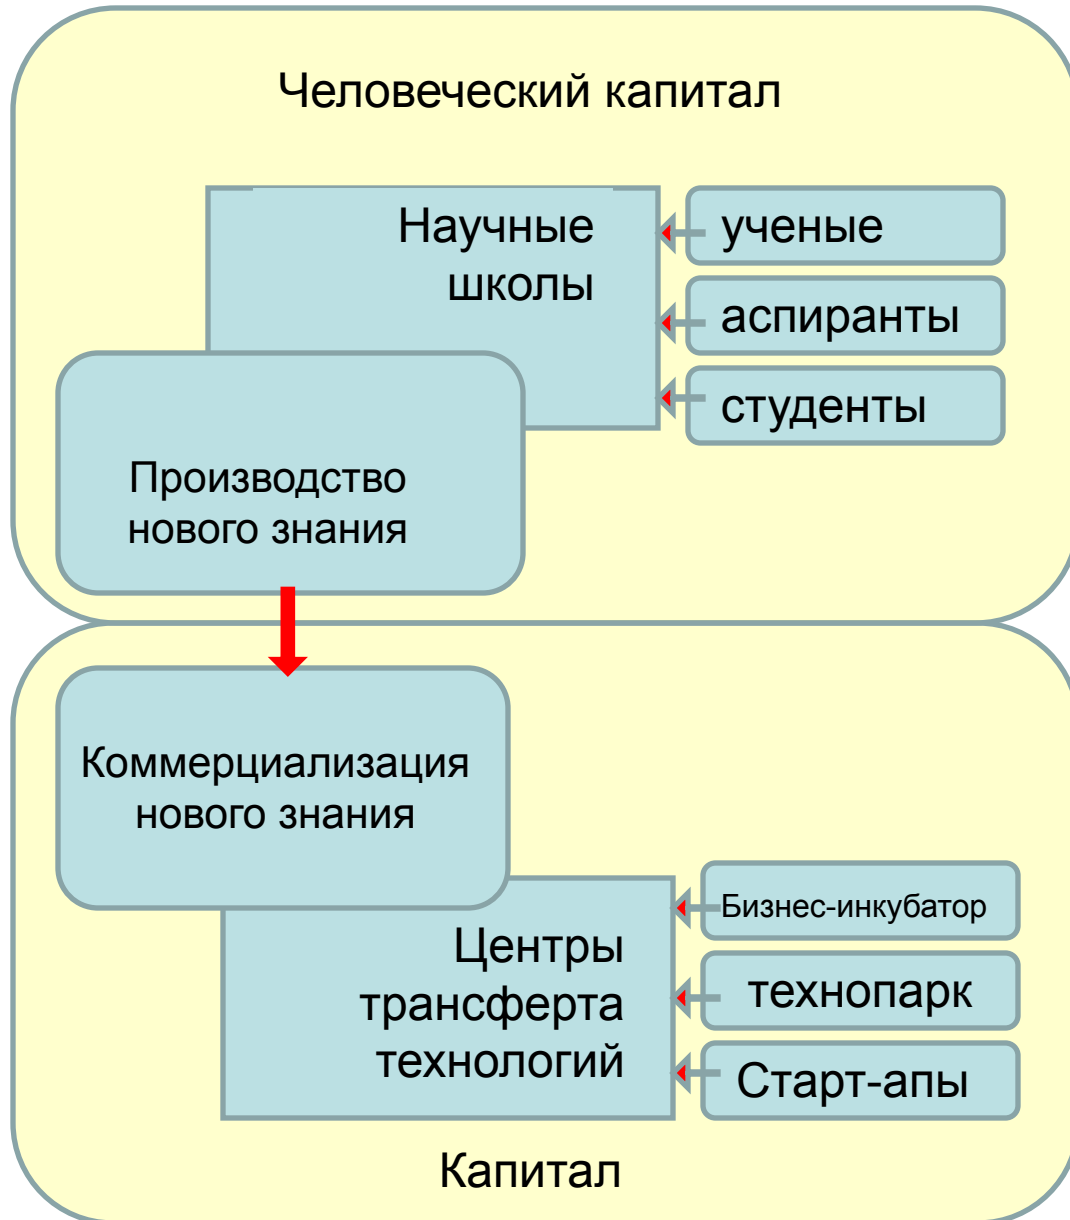 Человеческий капитал
Научные
школы
ученые
аспиранты
студенты
Производство
нового знания
Коммерциализация
нового знания
Центры
трансферта
технологий
Бизнес-инкубатор
технопарк
Старт-апы
Капитал